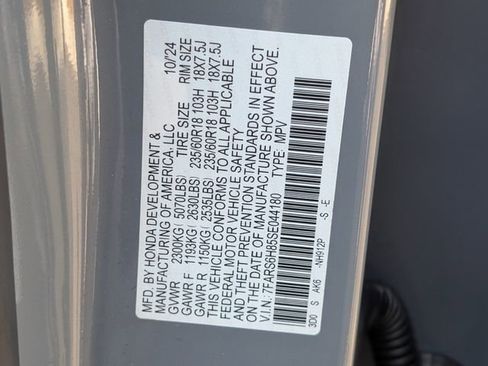 MFD. BY HONDA DEVELOPMENT &
MANUFACTURING OF AMERICA, LLC 10/24
GVWR 2300KG( 5070LBS) TIRE SIZE RIM SIZE
GAWR F 1193KG( 2630LBS) 235/60R18 103H 18X7.5J
GAWR R 1150KG( 2535LBS) 235/60R18 103H 18X7.5J
THIS VEHICLE CONFORMS TO ALL APPLICABLE
FEDERAL MOTOR VEHICLE SAFETY
AND THEFT PREVENTION STANDARDS IN EFFECT
ON THE DATE OF MANUFACTURE SHOWN ABOVE.
V.I.N.: 7FARS6H85SE044180 TYPE: MPV
3D0 S AK6 -NH912P -S -E